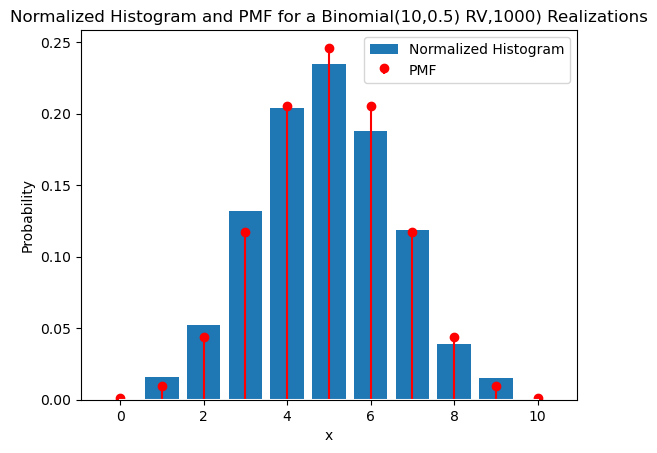 Normalized Histogram and PMF for a Binomial(10,0.5) RV,1000) Realizations
Normalized Histogram
PMF
Probability
0.25
0.20
0.15
0.10
0.05
0.00
0 2 4 6 8 10
x